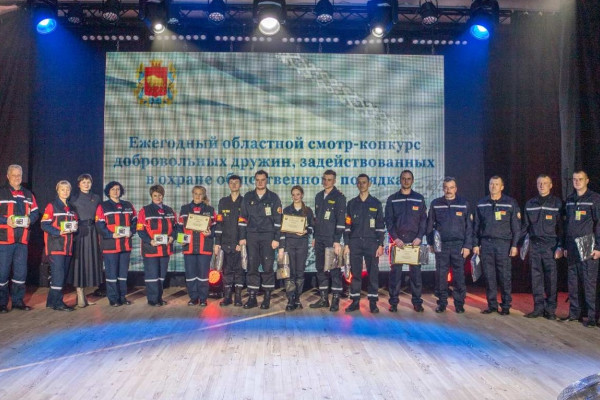 Ежегодный областной смотр-конкурс
добровольных дружин, задействованных
в охране общественного порядка